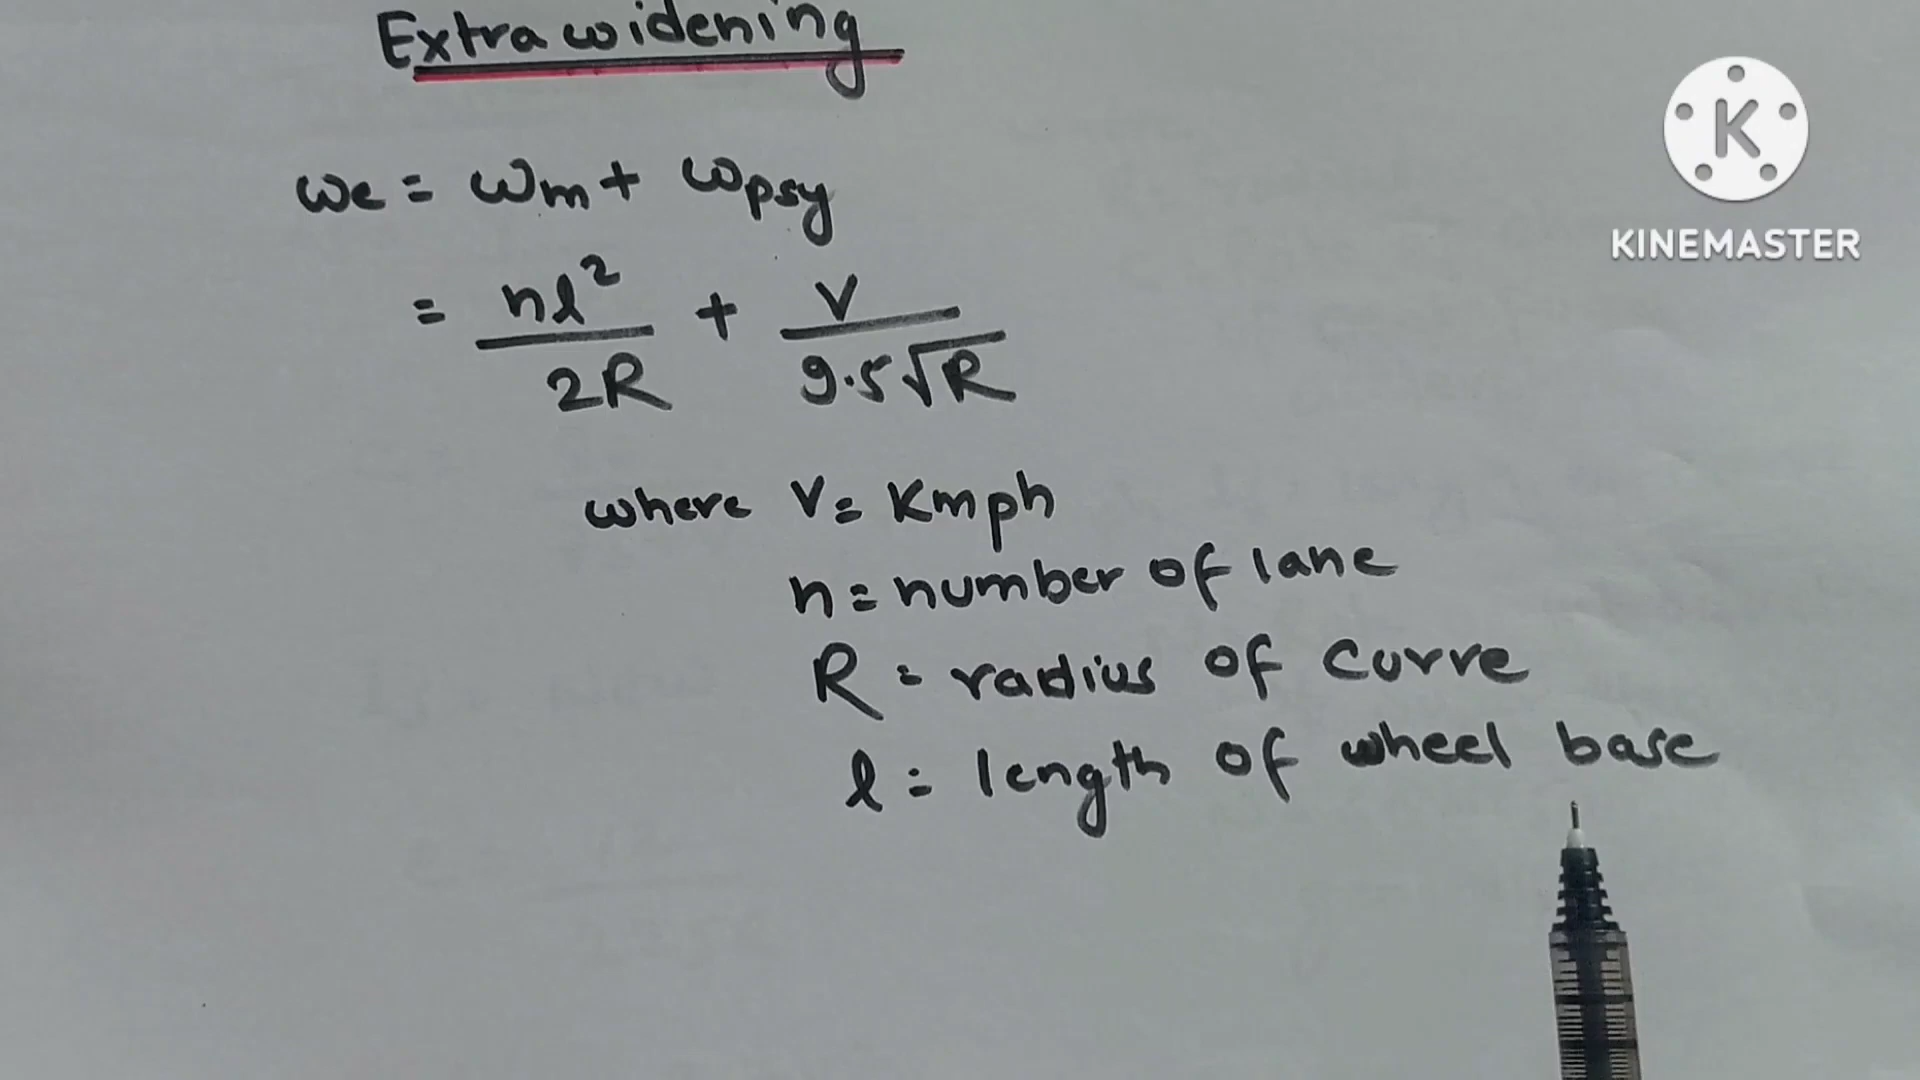 Extra widening
We = Wm + Wpsy
= nl²/2R + V/9.5√R
where V = Kmph
n = number of lane
R = radius of curve
l = length of wheel base
K
KINEMASTER